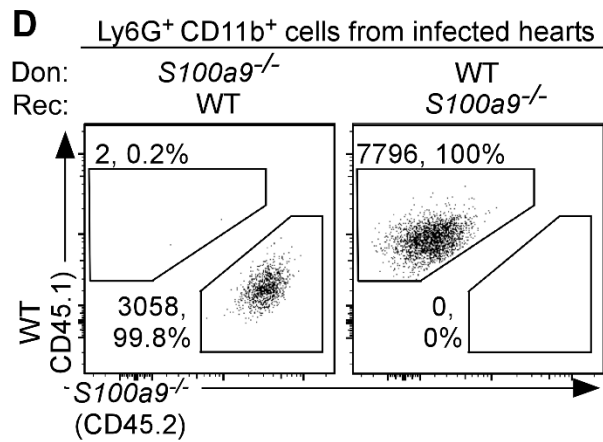 D
Ly6G+ CD11b+ cells from infected hearts
Don: S100a9-/- WT
Rec: WT S100a9-/-
2, 0.2%
7796, 100%
3058,
99.8%
0,
0%
WT
(CD45.1)
S100a9-/-
(CD45.2)